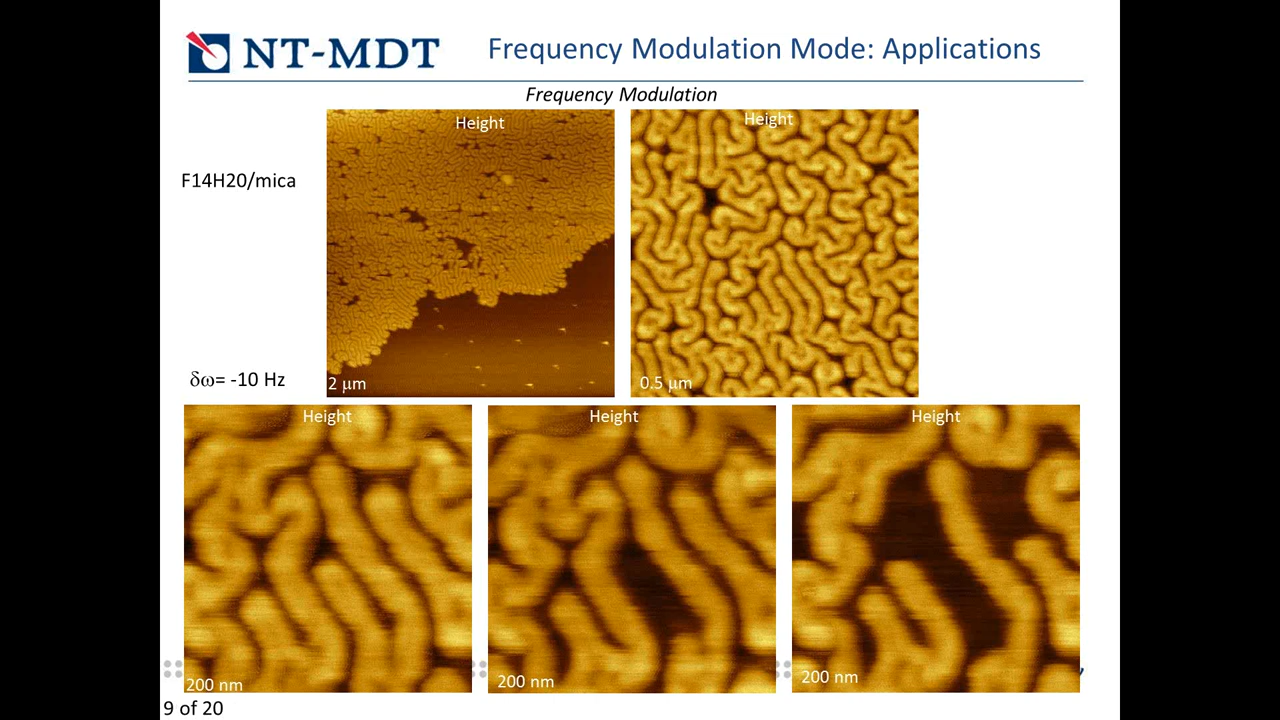 NT-MDT
Frequency Modulation Mode: Applications
Frequency Modulation
Height
Height
F14H20/mica
δω= -10 Hz
2 μm
0.5 μm
Height
Height
Height
200 nm
200 nm
200 nm
9 of 20